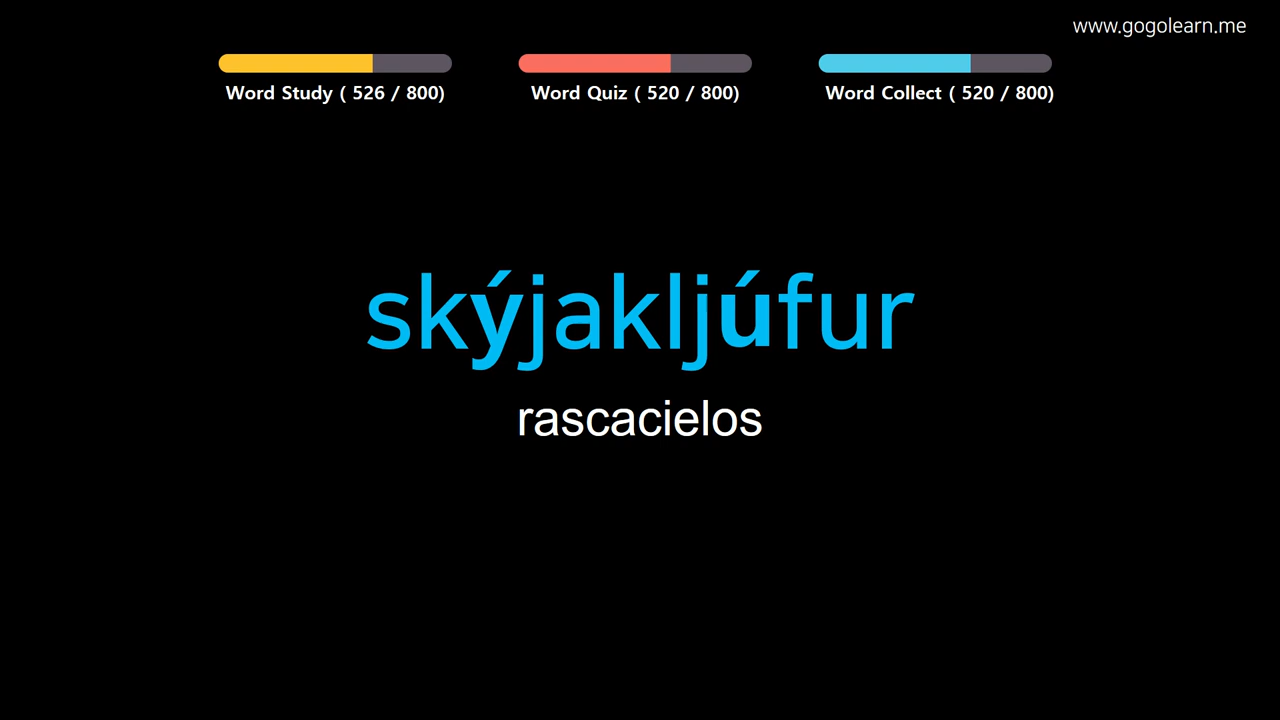 www.gogolearn.me
Word Study ( 526 / 800)
Word Quiz ( 520 / 800)
Word Collect ( 520 / 800)
skýjakljúfur
rascacielos